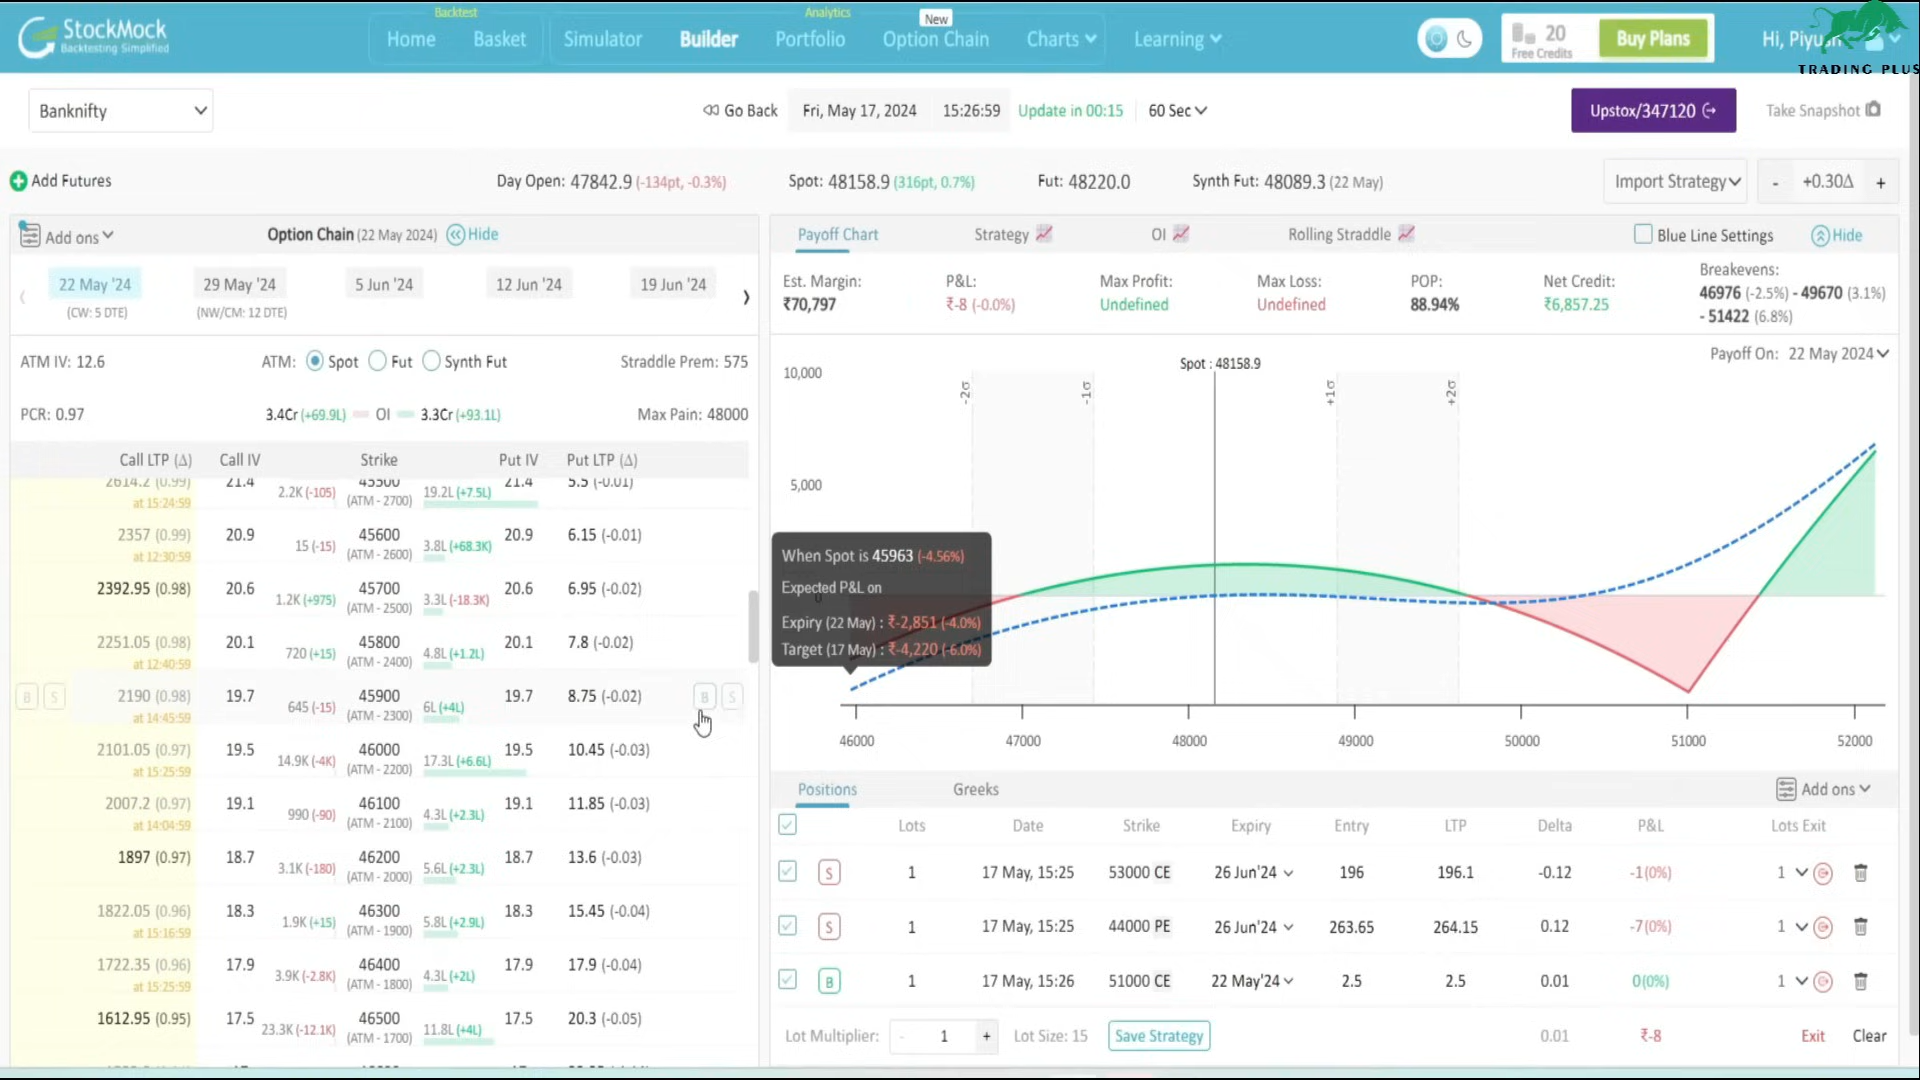 StockMock
Backtesting Simplified
Backtest
Home Basket Simulator Builder
Analytics
Portfolio
New
Option Chain Charts Learning
20
Free Credits
Buy Plans
TRADING PLUS
Banknifty
Go Back Fri, May 17, 2024 15:26:59 Update in 00:15 60 Sec
Upstox/347120
Take Snapshot
Add Futures
Day Open: 47842.9 (-134pt, -0.3%)
Spot: 48158.9 (316pt, 0.7%)
Fut: 48220.0
Synth Fut: 48089.3 (22 May)
Import Strategy
- +0.30Δ +
Add ons
Option Chain (22 May 2024) Hide
22 May '24 29 May '24 5 Jun '24 12 Jun '24 19 Jun '24
(CW: 5 DTE) (NW/CM: 12 DTE)
ATM IV: 12.6 ATM: Spot Fut Synth Fut Straddle Prem: 575
PCR: 0.97 3.4Cr (+69.9L) OI 3.3Cr (+93.1L) Max Pain: 48000
Call LTP (Δ) Call IV Strike Put IV Put LTP (Δ)
2614.2 (0.99) 21.4 2.2K (-105) 45500 19.2L (+7.5L) 21.4 5.5 (-0.01)
at 15:24:59 (ATM - 2700)
2357 (0.99) 20.9 15 (-15) 45600 3.8L (+68.3K) 20.9 6.15 (-0.01)
at 12:30:59 (ATM - 2600)
2392.95 (0.98) 20.6 1.2K (+975) 45700 3.3L (-18.3K) 20.6 6.95 (-0.02)
(ATM - 2500)
2251.05 (0.98) 20.1 720 (+15) 45800 4.8L (+1.2L) 20.1 7.8 (-0.02)
at 12:40:59 (ATM - 2400)
B S 2190 (0.98) 19.7 645 (-15) 45900 6L (+4L) 19.7 8.75 (-0.02) B S
at 14:45:59 (ATM - 2300)
2101.05 (0.97) 19.5 14.9K (-4K) 46000 17.3L (+6.6L) 19.5 10.45 (-0.03)
at 15:25:59 (ATM - 2200)
2007.2 (0.97) 19.1 990 (-90) 46100 4.3L (+2.3L) 19.1 11.85 (-0.03)
at 14:04:59 (ATM - 2100)
1897 (0.97) 18.7 3.1K (-180) 46200 5.6L (+2.3L) 18.7 13.6 (-0.03)
(ATM - 2000)
1822.05 (0.96) 18.3 1.9K (+15) 46300 5.8L (+2.9L) 18.3 15.45 (-0.04)
at 15:16:59 (ATM - 1900)
1722.35 (0.96) 17.9 3.9K (-2.8K) 46400 4.3L (+2L) 17.9 17.9 (-0.04)
at 15:25:59 (ATM - 1800)
1612.95 (0.95) 17.5 23.3K (-12.1K) 46500 11.8L (+4L) 17.5 20.3 (-0.05)
(ATM - 1700)
Payoff Chart Strategy OI Rolling Straddle
Blue Line Settings Hide
Est. Margin: P&L: Max Profit: Max Loss: POP: Net Credit: Breakevens:
₹70,797 ₹-8 (-0.0%) Undefined Undefined 88.94% ₹6,857.25 46976 (-2.5%) - 49670 (3.1%)
- 51422 (6.8%)
Payoff On: 22 May 2024
Spot : 48158.9
10,000
5,000
0
-2σ -1σ +1σ +2σ
When Spot is 45963 (-4.56%)
Expected P&L on
Expiry (22 May) : ₹-2,851 (-4.0%)
Target (17 May) : ₹-4,220 (-6.0%)
46000 47000 48000 49000 50000 51000 52000
Positions Greeks Add ons
Lots Date Strike Expiry Entry LTP Delta P&L Lots Exit
S 1 17 May, 15:25 53000 CE 26 Jun'24 196 196.1 -0.12 -1(0%) 1
S 1 17 May, 15:25 44000 PE 26 Jun'24 263.65 264.15 0.12 -7(0%) 1
B 1 17 May, 15:26 51000 CE 22 May'24 2.5 2.5 0.01 0(0%) 1
Lot Multiplier: - 1 + Lot Size: 15 Save Strategy 0.01 ₹-8 Exit Clear